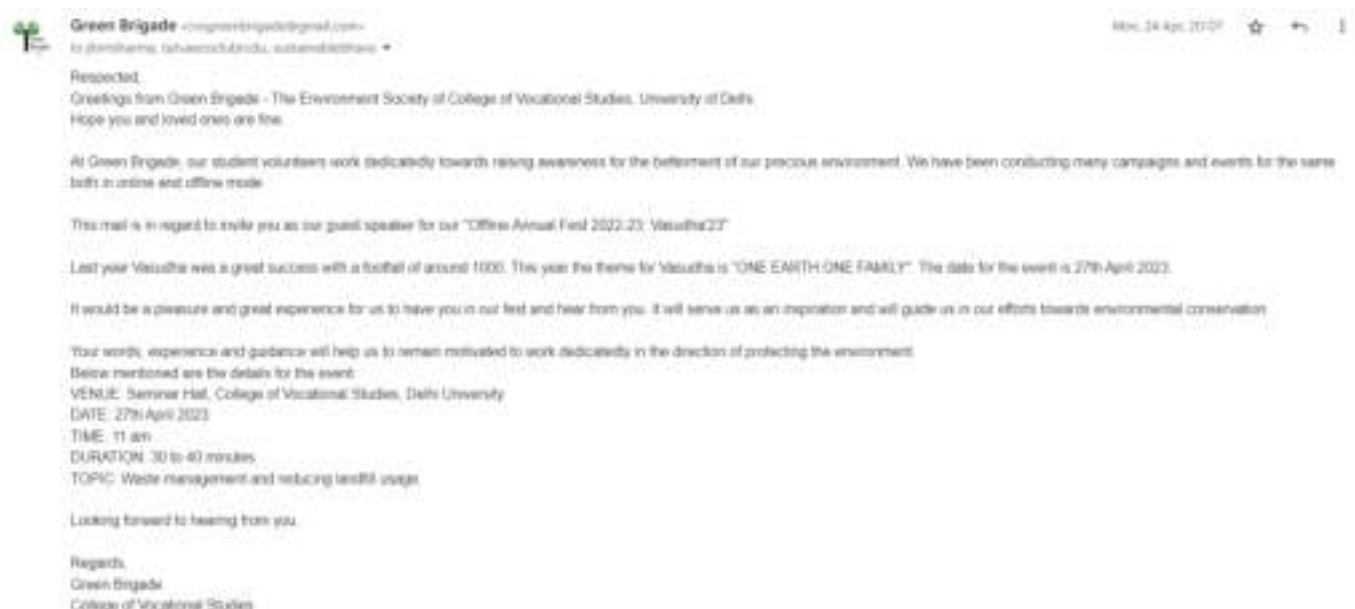 Green Brigade
Mon, 24 Apr, 20:07
to
Respected,
Greetings from Green Brigade - The Environment Society of College of Vocational Studies, University of Delhi
Hope you and loved ones are fine.
At Green Brigade, our student volunteers work dedicatedly towards raising awareness for the betterment of our precious environment. We have been conducting many campaigns and events for the same
both in online and offline mode.
This mail is in regard to invite you as our guest speaker for our "Offline Annual Fest 2022-23: Vasudha'23"
Last year Vasudha was a great success with a footfall of around 1000. This year the theme for Vasudha is "ONE EARTH ONE FAMILY". The date for the event is 27th April 2023.
It would be a pleasure and great experience for us to have you in our fest and hear from you. It will serve us as an inspiration and will guide us in our efforts towards environmental conservation
Your words, experience and guidance will help us to remain motivated to work dedicatedly in the direction of protecting the environment.
Below mentioned are the details for the event:
VENUE: Seminar Hall, College of Vocational Studies, Delhi University
DATE: 27th April 2023
TIME: 11 am
DURATION: 30 to 40 minutes
TOPIC: Waste management and reducing landfill usage
Looking forward to hearing from you.
Regards,
Green Brigade
College of Vocational Studies